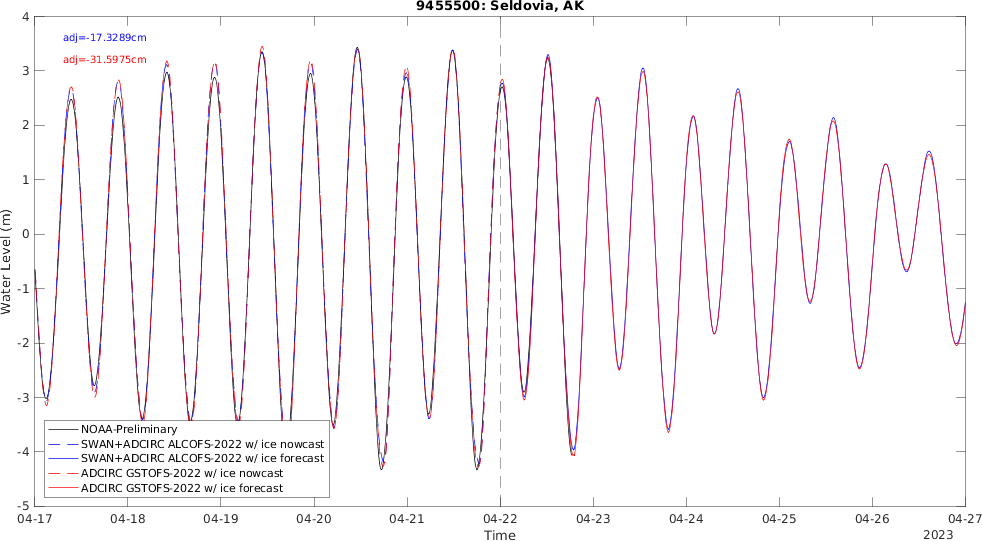 9455500: Seldovia, AK
adj=-17.3289cm
adj=-31.5975cm
4
3
2
1
0
-1
-2
-3
-4
-5
Water Level (m)
NOAA-Preliminary
SWAN+ADCIRC ALCOFS-2022 w/ ice nowcast
SWAN+ADCIRC ALCOFS-2022 w/ ice forecast
ADCIRC GSTOFS-2022 w/ ice nowcast
ADCIRC GSTOFS-2022 w/ ice forecast
04-17 04-18 04-19 04-20 04-21 04-22 04-23 04-24 04-25 04-26 04-27
Time
2023